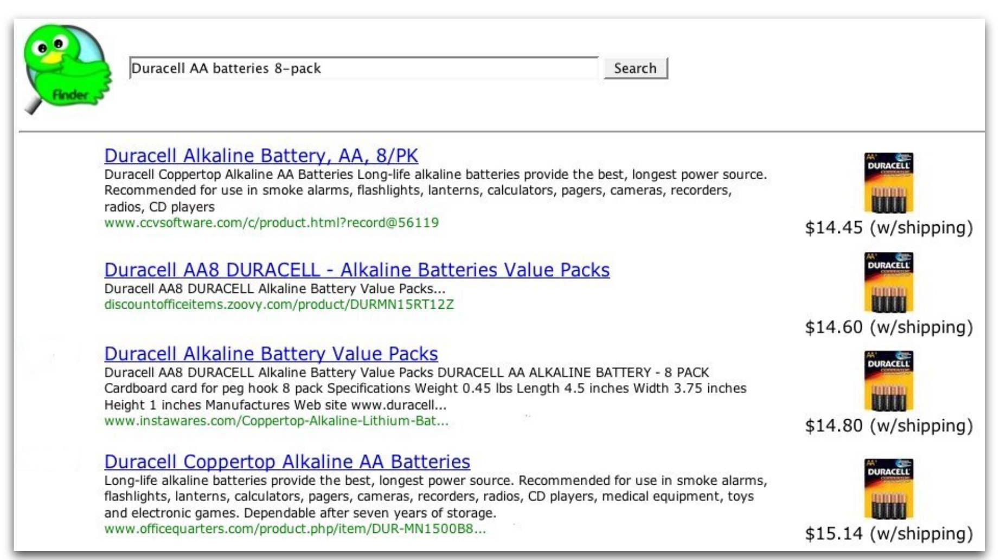 Finder
Duracell AA batteries 8-pack
Search
Duracell Alkaline Battery, AA, 8/PK
Duracell Coppertop Alkaline AA Batteries Long-life alkaline batteries provide the best, longest power source.
Recommended for use in smoke alarms, flashlights, lanterns, calculators, pagers, cameras, recorders,
radios, CD players
www.ccvsoftware.com/c/product.html?record@56119
AA
DURACELL
COPPERTOP
$14.45 (w/shipping)
Duracell AA8 DURACELL - Alkaline Batteries Value Packs
Duracell AA8 DURACELL Alkaline Battery Value Packs...
discountofficeitems.zoovy.com/product/DURMN15RT12Z
AA
DURACELL
COPPERTOP
$14.60 (w/shipping)
Duracell Alkaline Battery Value Packs
Duracell AA8 DURACELL Alkaline Battery Value Packs DURACELL AA ALKALINE BATTERY - 8 PACK
Cardboard card for peg hook 8 pack Specifications Weight 0.45 lbs Length 4.5 inches Width 3.75 inches
Height 1 inches Manufactures Web site www.duracell...
www.instawares.com/Coppertop-Alkaline-Lithium-Bat...
AA
DURACELL
COPPERTOP
$14.80 (w/shipping)
Duracell Coppertop Alkaline AA Batteries
Long-life alkaline batteries provide the best, longest power source. Recommended for use in smoke alarms,
flashlights, lanterns, calculators, pagers, cameras, recorders, radios, CD players, medical equipment, toys
and electronic games. Dependable after seven years of storage.
www.officequarters.com/product.php/item/DUR-MN1500B8...
AA
DURACELL
COPPERTOP
$15.14 (w/shipping)